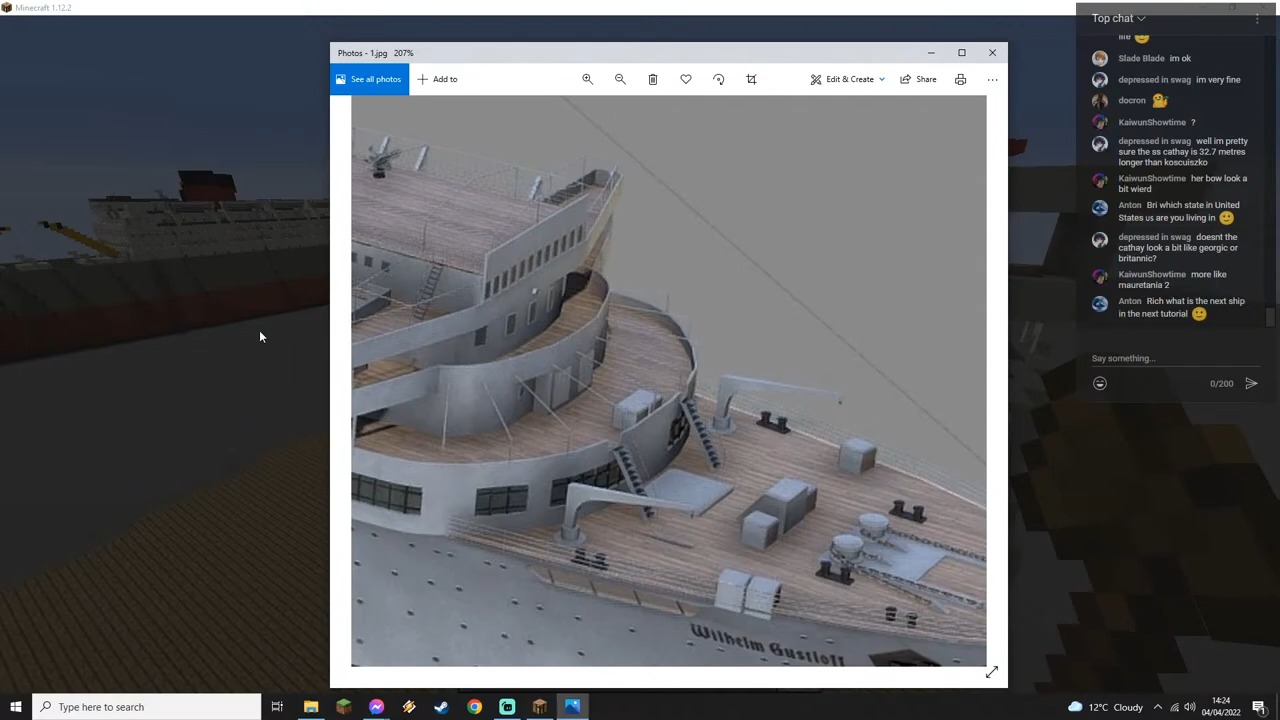 Minecraft 1.12.2
Photos - 1.jpg 207%
See all photos
Add to
Edit & Create
Share
Wilhelm Gustloff
Top chat
life
Slade Blade im ok
depressed in swag im very fine
docron
KaiwunShowtime ?
depressed in swag well im pretty
sure the ss cathay is 32.7 metres
longer than koscuiszko
KaiwunShowtime her bow look a
bit wierd
Anton Bri which state in United
States us are you living in
depressed in swag doesnt the
cathay look a bit like georgic or
britannic?
KaiwunShowtime more like
mauretania 2
Anton Rich what is the next ship
in the next tutorial
Say something...
0/200
Type here to search
12°C Cloudy
14:24
04/04/2022
1